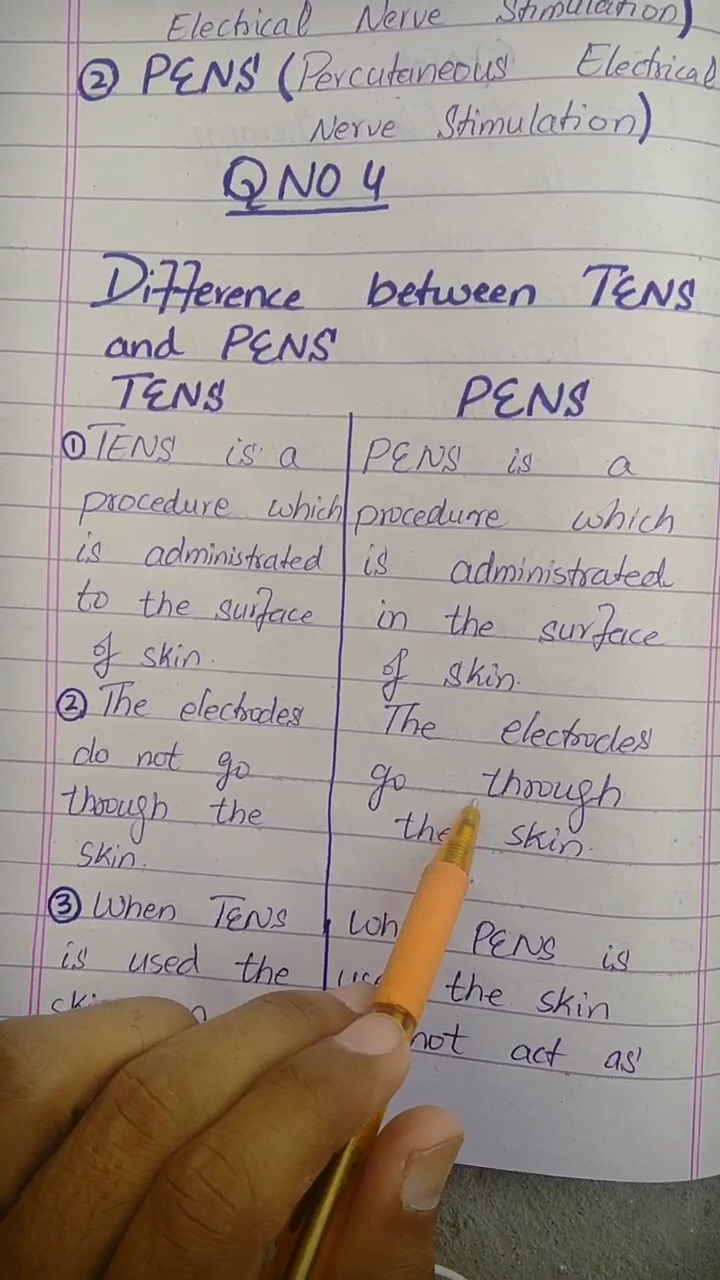 Electrical Nerve Stimulation)
② PENS (Percutaneous Electrical
Nerve Stimulation)
Q NO 4
Difference between TENS
and PENS
TENS
① TENS is a
procedure which
is administrated
to the surface
of skin.
② The electrodes
do not go
through the
skin.
③ When TENS
is used the
PENS
PENS is a
procedure which
is administrated
in the surface
of skin.
The electrodes
go through
the skin.
PENS is
the skin
not act as